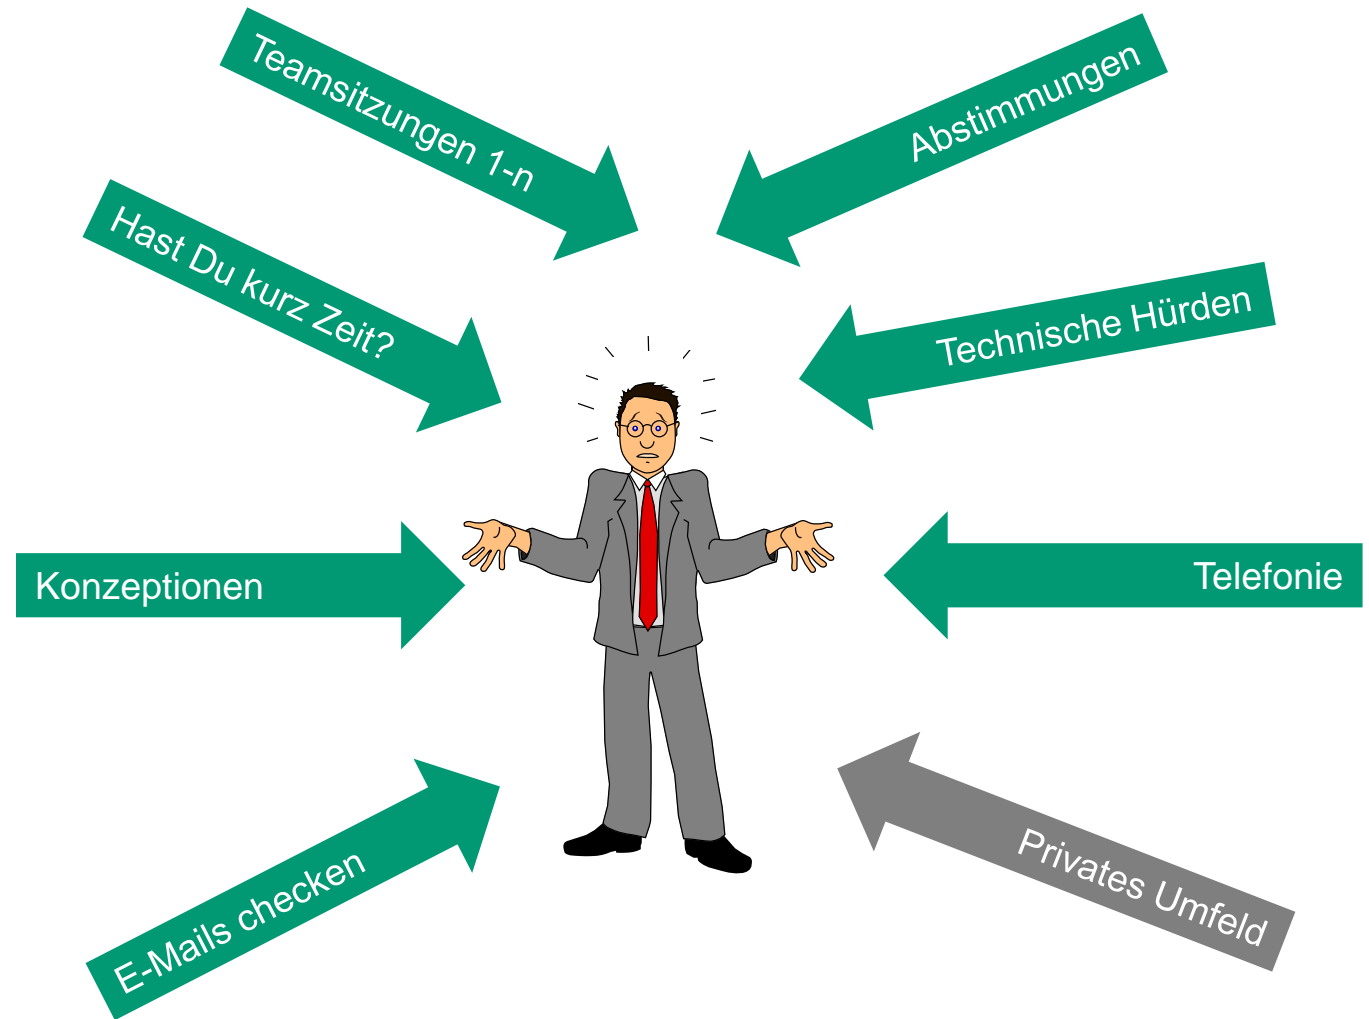 Teamsitzungen 1-n
Abstimmungen
Hast Du kurz Zeit?
Technische Hürden
Konzeptionen
Telefonie
E-Mails checken
Privates Umfeld